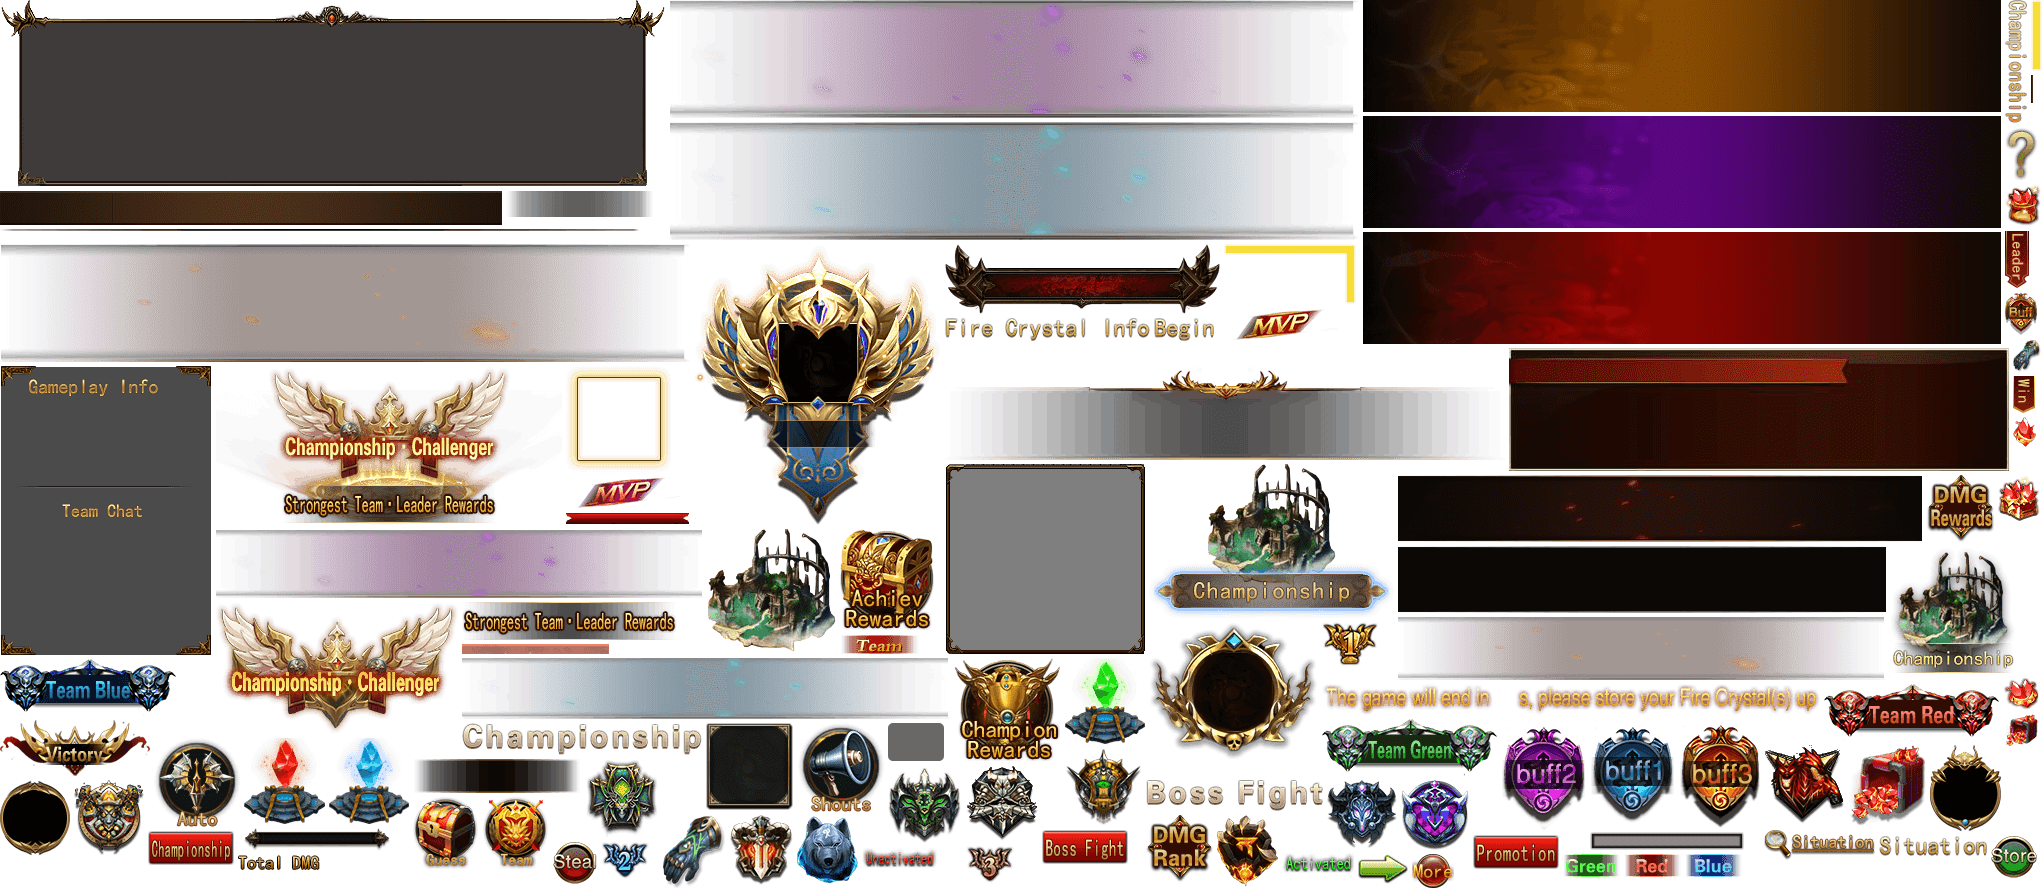 Championship
Leader
Buff
Win
Fire Crystal Info
Begin
MVP
Gameplay Info
Team Chat
Championship · Challenger
Strongest Team · Leader Rewards
MVP
DMG
Rewards
Championship
Achiev
Rewards
Team
Strongest Team · Leader Rewards
Championship · Challenger
1
Championship
Team Blue
The game will end in
s, please store your Fire Crystal(s) up
Team Red
Victory
Championship
Champion
Rewards
Team Green
buff2
buff1
buff3
Auto
Shouts
Boss Fight
Championship
Total DMG
Guess
Team
Steal
2
Unactivated
3
Boss Fight
DMG
Rank
Activated
More
Promotion
Green
Red
Blue
Situation
Situation
Store